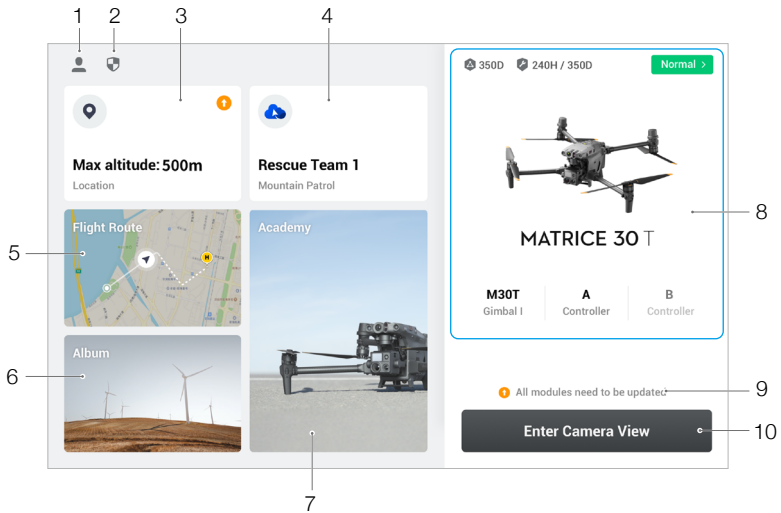 1
2
3
4
350D
240H / 350D
Normal >
Max altitude: 500m
Location
Rescue Team 1
Mountain Patrol
Flight Route
H
Academy
5
8
MATRICE 30 T
M30T
Gimbal I
A
Controller
B
Controller
Album
6
All modules need to be updated
9
Enter Camera View
10
7